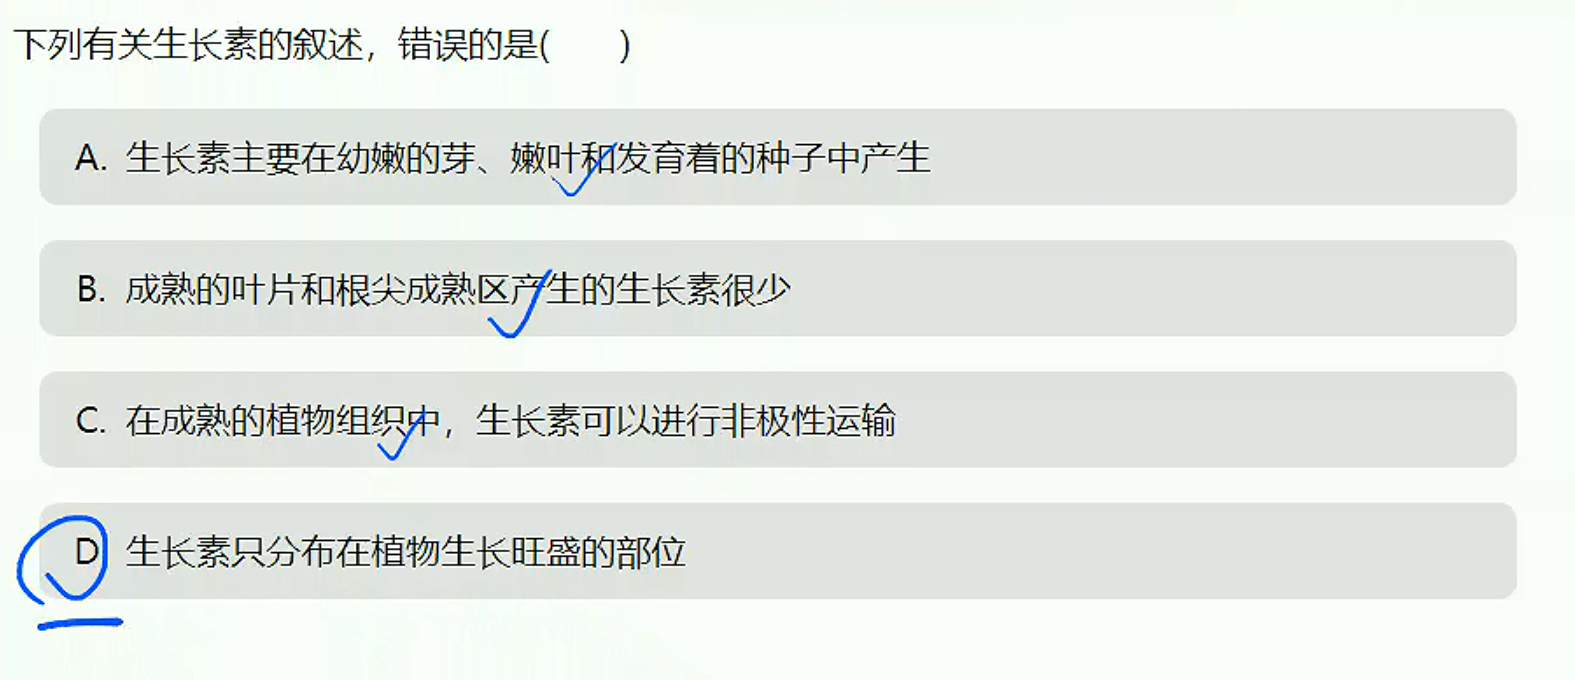 下列有关生长素的叙述，错误的是(　　)
A. 生长素主要在幼嫩的芽、嫩叶和发育着的种子中产生
B. 成熟的叶片和根尖成熟区产生的生长素很少
C. 在成熟的植物组织中，生长素可以进行非极性运输
D 生长素只分布在植物生长旺盛的部位